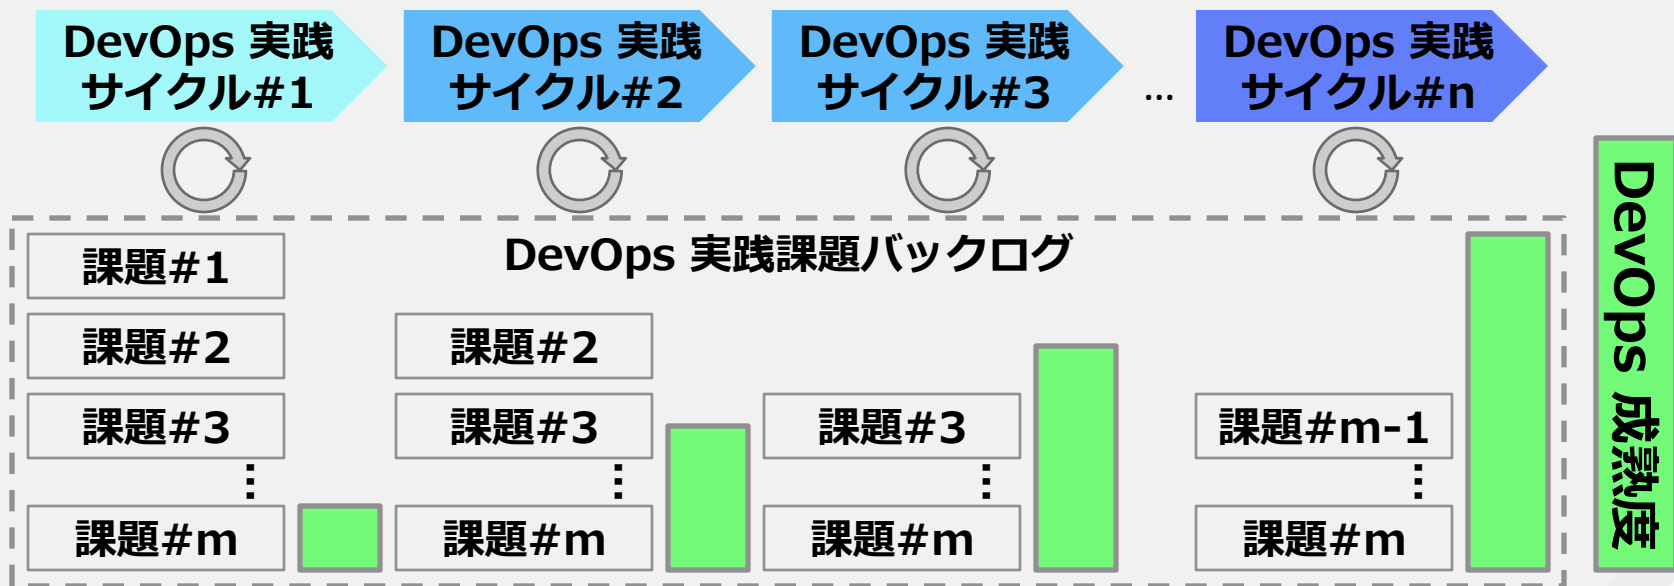 DevOps 実践
サイクル#1
DevOps 実践
サイクル#2
DevOps 実践
サイクル#3
...
DevOps 実践
サイクル#n
DevOps 実践課題バックログ
課題#1
課題#2
課題#3
⋮
課題#m
課題#2
課題#3
⋮
課題#m
課題#3
⋮
課題#m
課題#m-1
⋮
課題#m
DevOps 成熟度